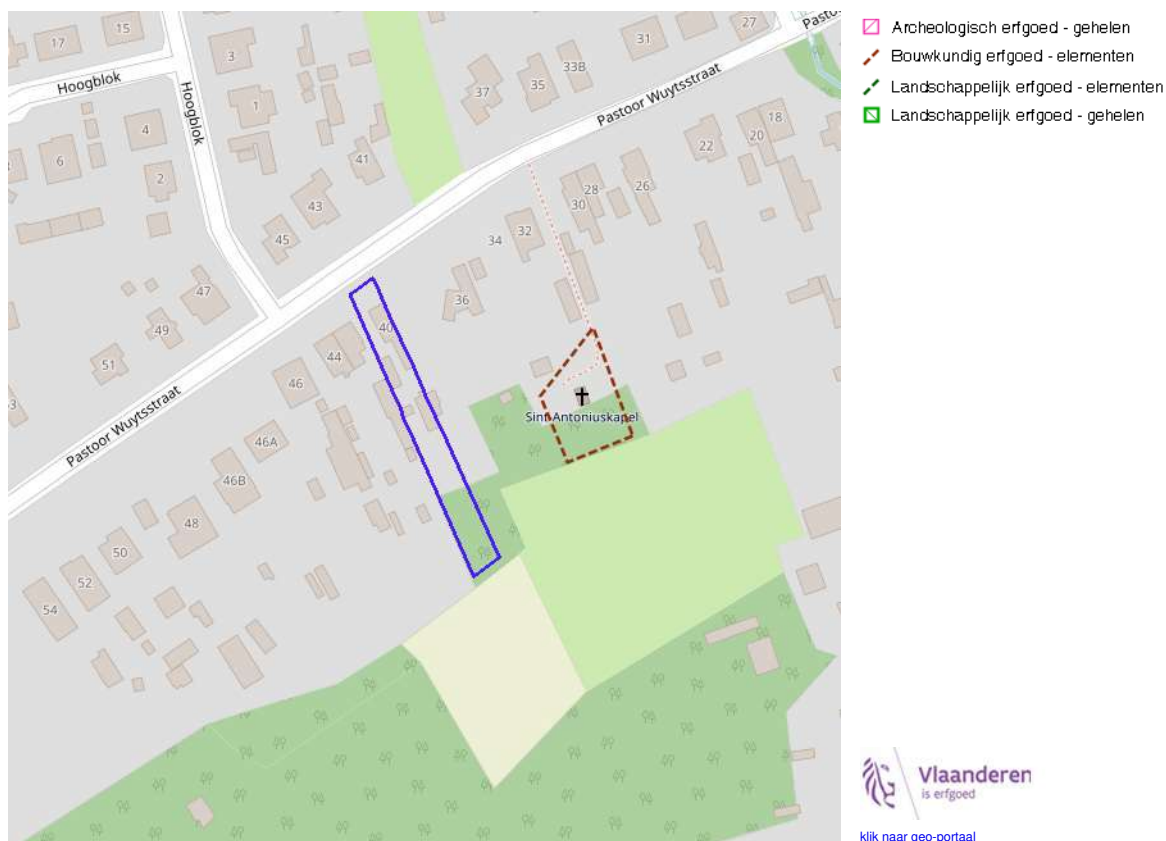 17
15
3
Hoogblok
Hoogblok
1
4
6
2
31
27
33B
35
37
Pastoor Wuytsstraat
41
43
45
47
49
51
18
20
22
26
28
30
32
34
36
40
44
46
46A
46B
48
50
52
54
Pastoor Wuytsstraat
Sint Antoniuskapel
Archeologisch erfgoed - gehelen
Bouwkundig erfgoed - elementen
Landschappelijk erfgoed - elementen
Landschappelijk erfgoed - gehelen
Vlaanderen
is erfgoed
klik naar geo-portaal